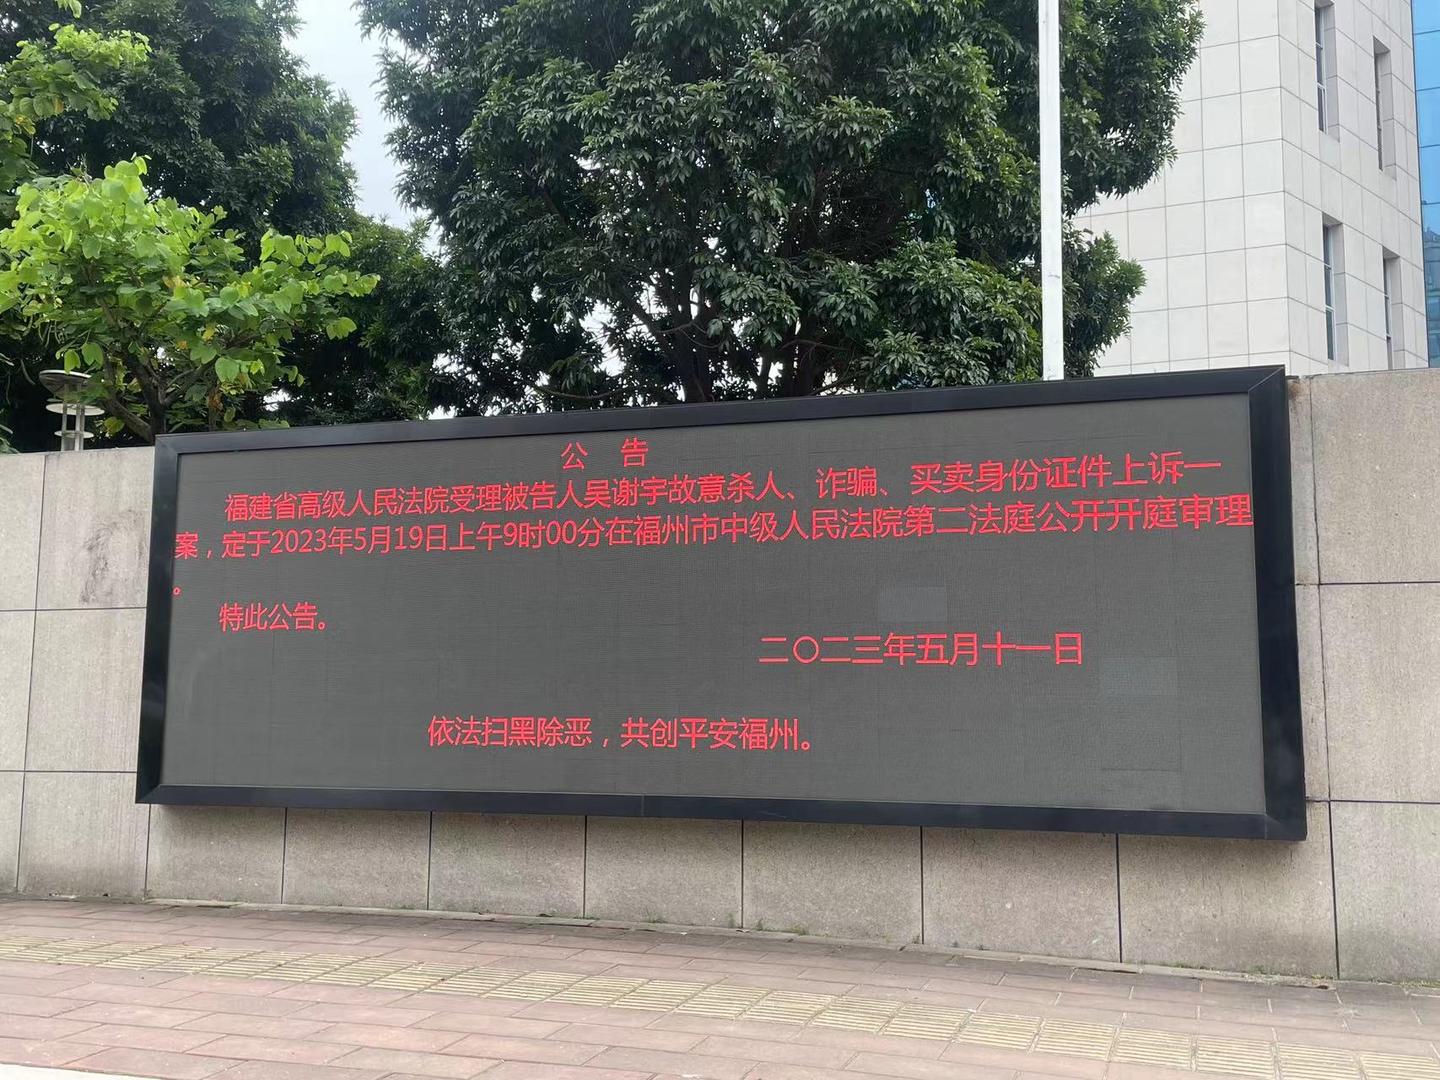 公 告
福建省高级人民法院受理被告人吴谢宇故意杀人、诈骗、买卖身份证件上诉一
案，定于2023年5月19日上午9时00分在福州市中级人民法院第二法庭公开开庭审理
。
特此公告。
二〇二三年五月十一日
依法扫黑除恶，共创平安福州。